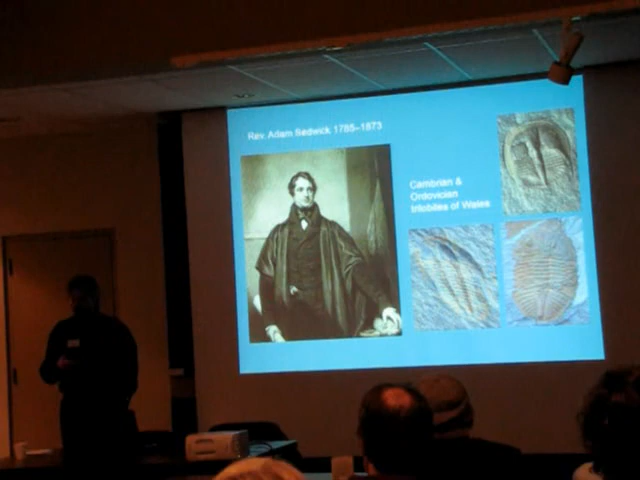 Rev. Adam Sedwick 1785–1873
Cambrian &
Ordovician
trilobites of Wales